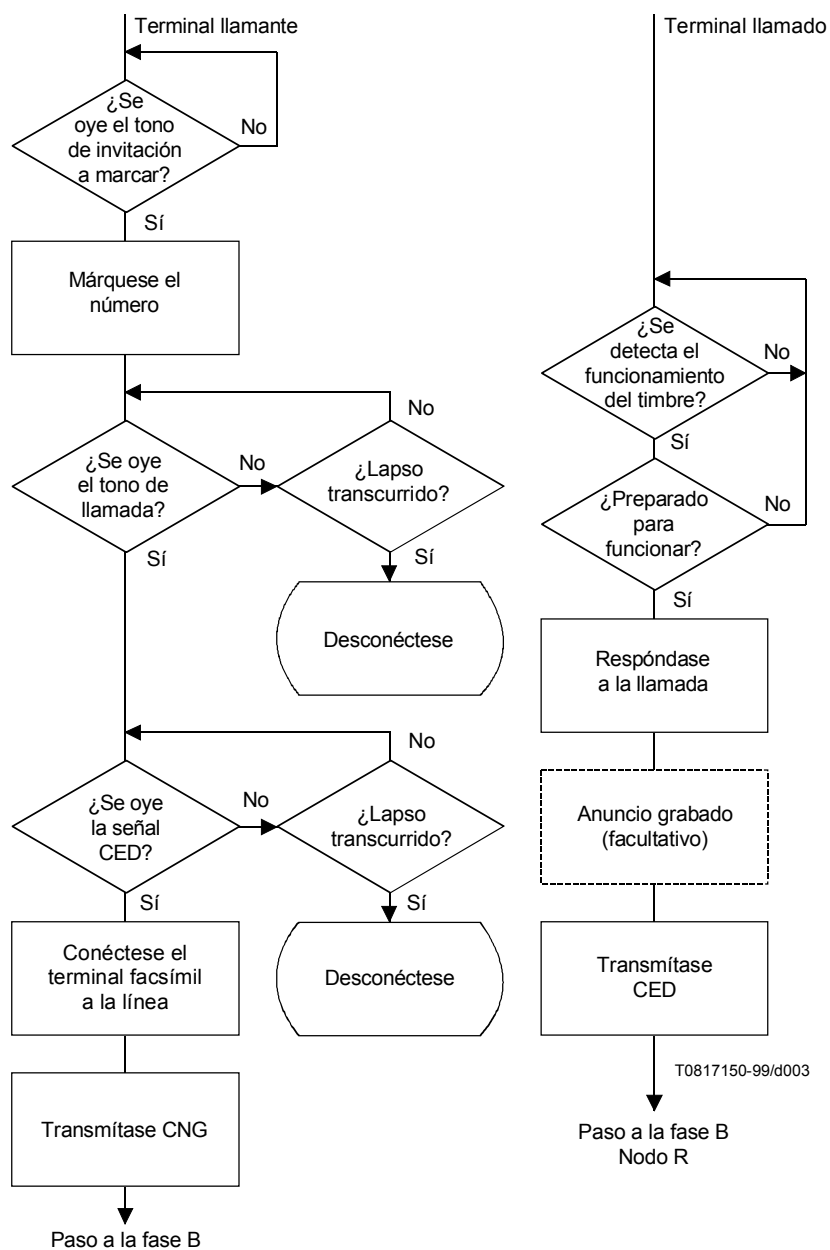 Terminal llamante
¿Se
oye el tono
de invitación
a marcar?
No
Sí
Márquese el
número
No
¿Se oye
el tono de
llamada?
No
¿Lapso
transcurrido?
Sí
Sí
Desconéctese
No
¿Se oye
la señal
CED?
No
¿Lapso
transcurrido?
Sí
Sí
Conéctese el
terminal facsímil
a la línea
Desconéctese
Transmítase CNG
Paso a la fase B
Terminal llamado
¿Se
detecta el
funcionamiento
del timbre?
No
Sí
¿Preparado
para
funcionar?
No
Sí
Respóndase
a la llamada
Anuncio grabado
(facultativo)
Transmítase
CED
T0817150-99/d003
Paso a la fase B
Nodo R